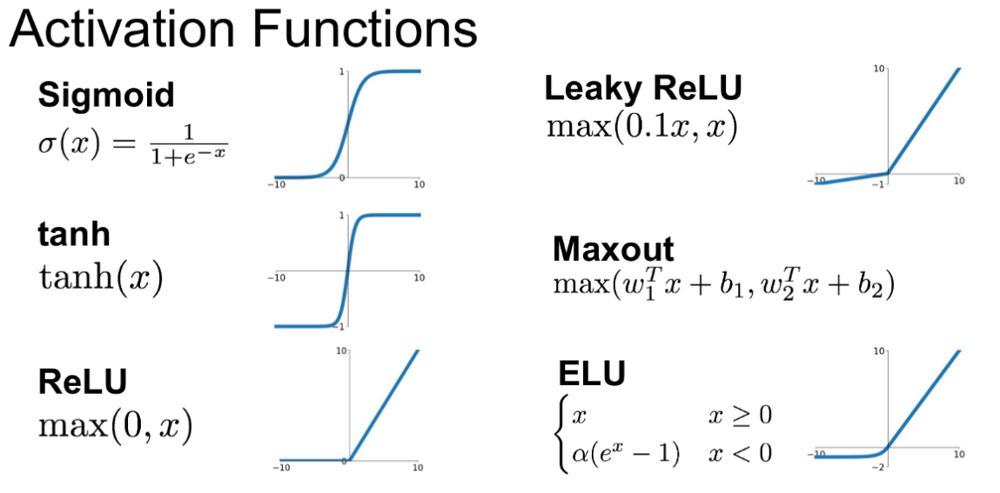 Activation Functions
Sigmoid
σ(x) = 1/(1+e^{-x})
1
0
-10
10
tanh
tanh(x)
1
-10
10
-1
ReLU
max(0, x)
10
0
-10
10
Leaky ReLU
max(0.1x, x)
10
-10
-1
10
Maxout
max(w_1^T x + b_1, w_2^T x + b_2)
ELU
x x ≥ 0
α(e^x − 1) x < 0
10
-10
10
-2